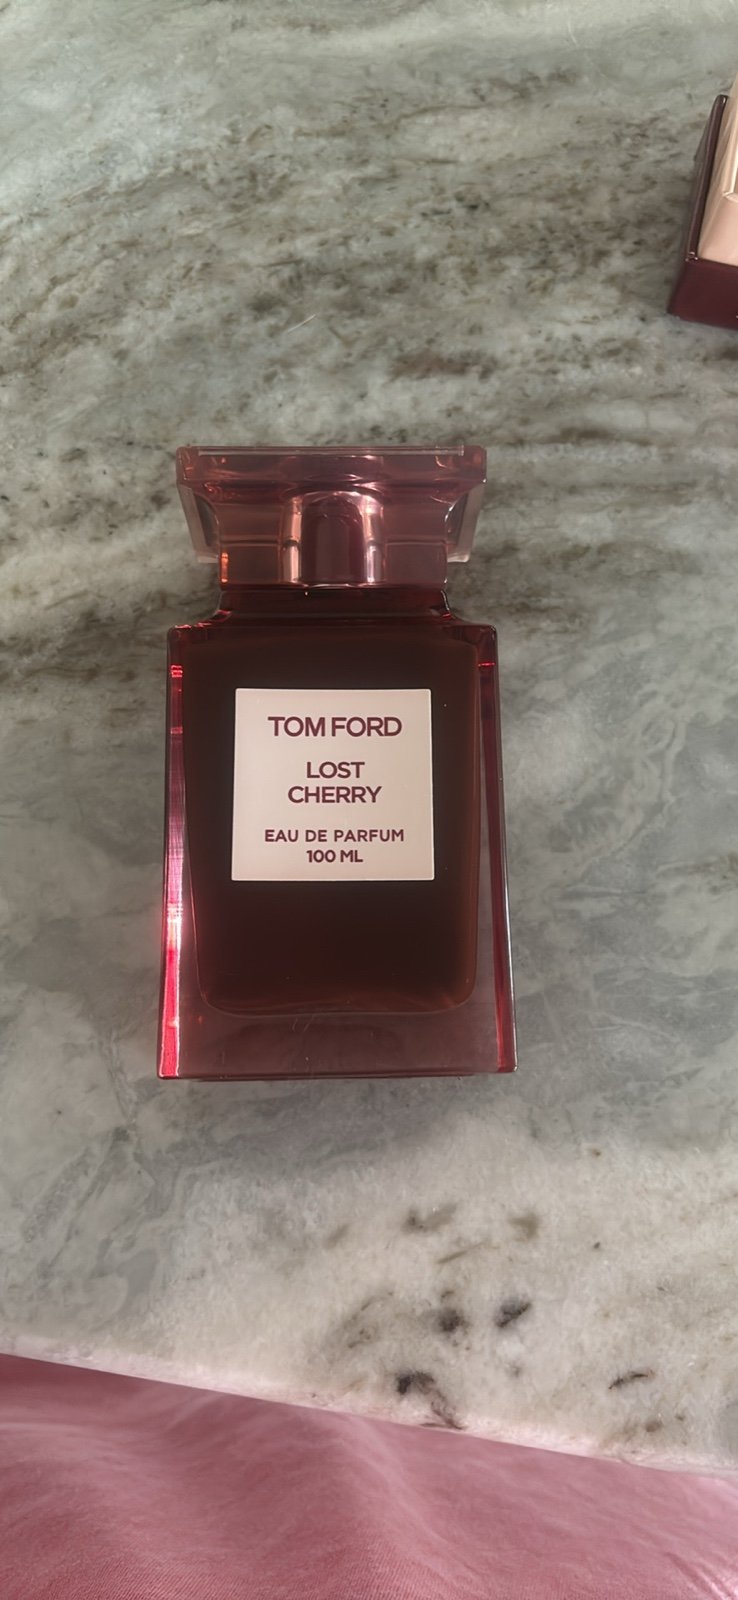 TOM FORD
LOST
CHERRY
EAU DE PARFUM
100 ML